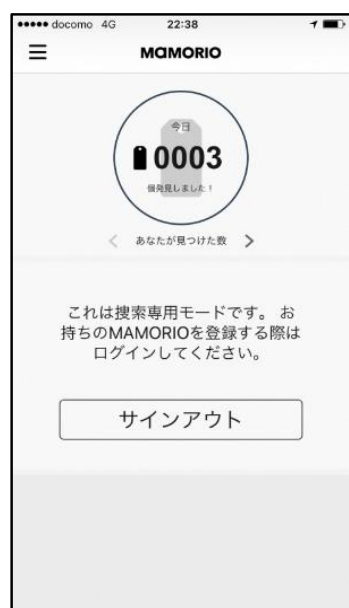 docomo 4G 22:38
MAMORIO
今日
0003
個発見しました！
あなたが見つけた数
これは捜索専用モードです。 お
持ちのMAMORIOを登録する際は
ログインしてください。
サインアウト